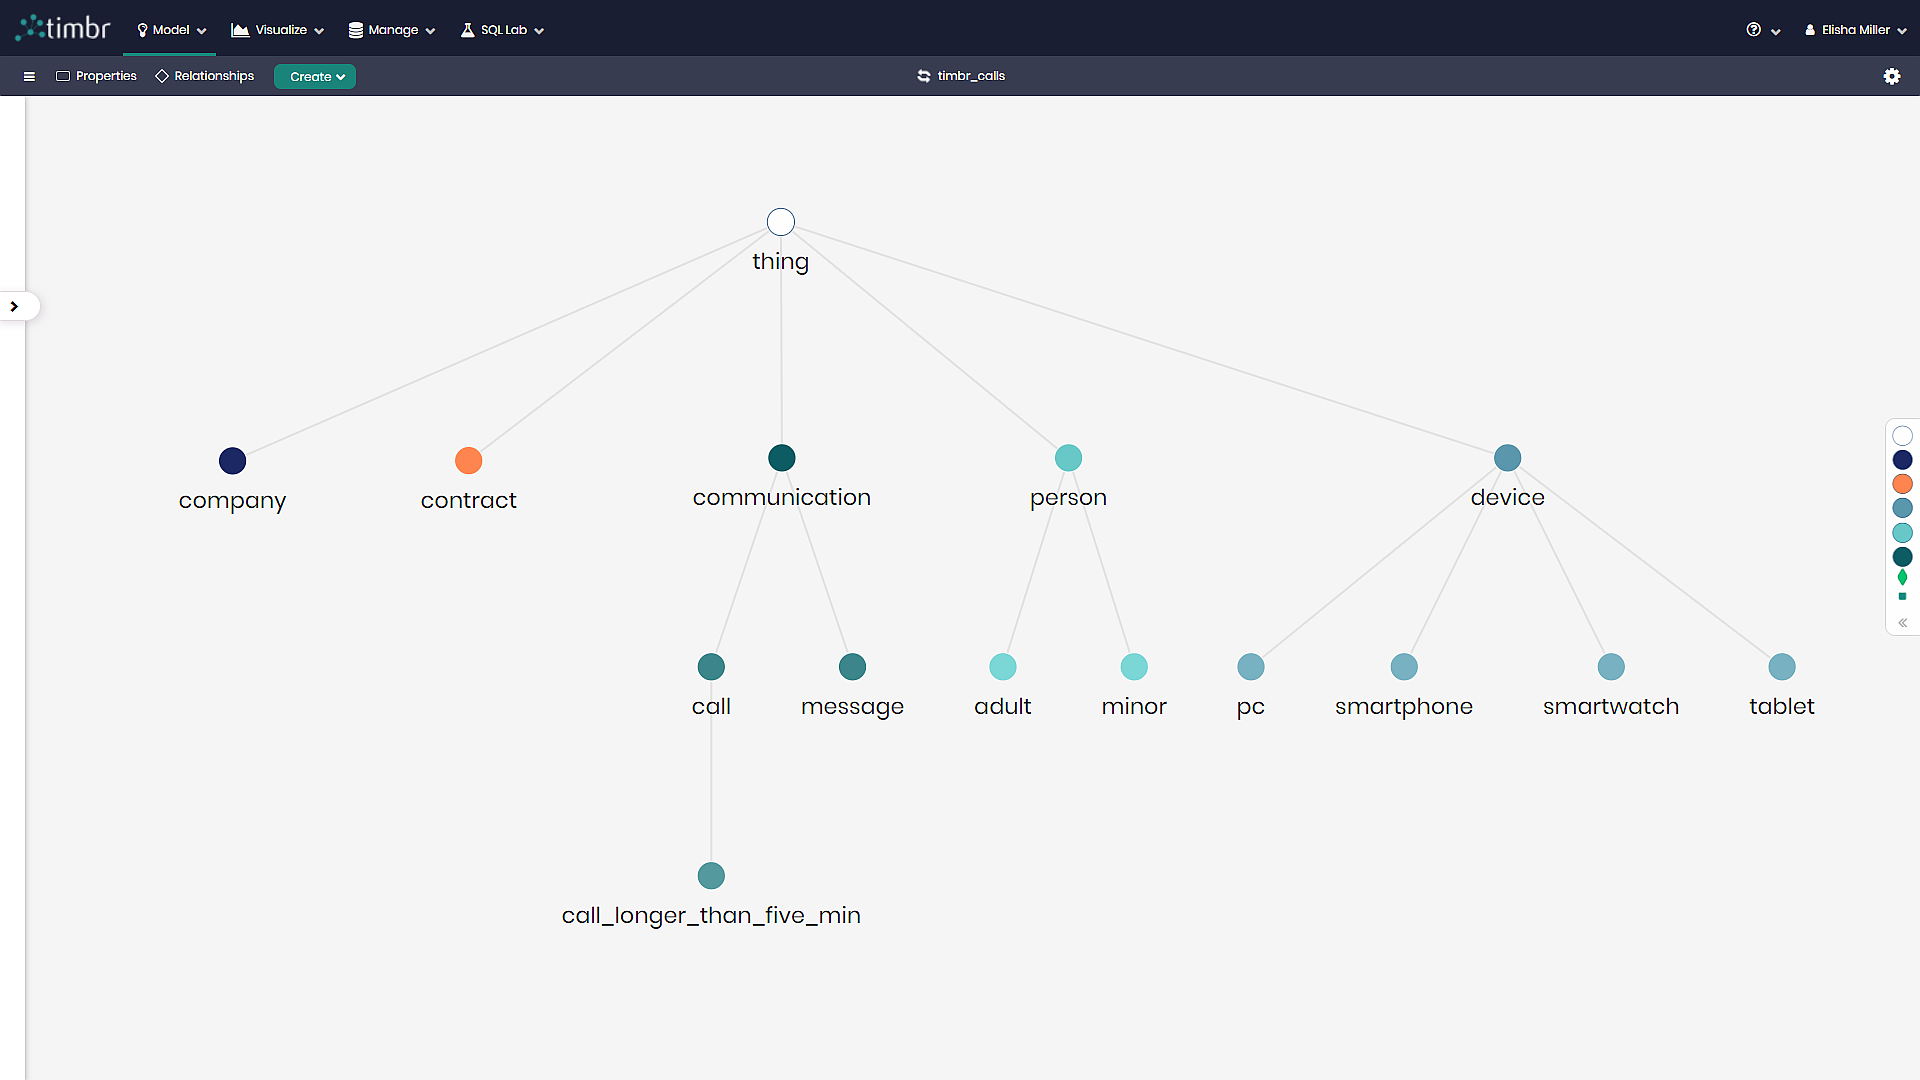 timbr Model Visualize Manage SQL Lab Elisha Miller
Properties Relationships Create timbr_calls
thing
company contract communication person device
call message adult minor pc smartphone smartwatch tablet
call_longer_than_five_min